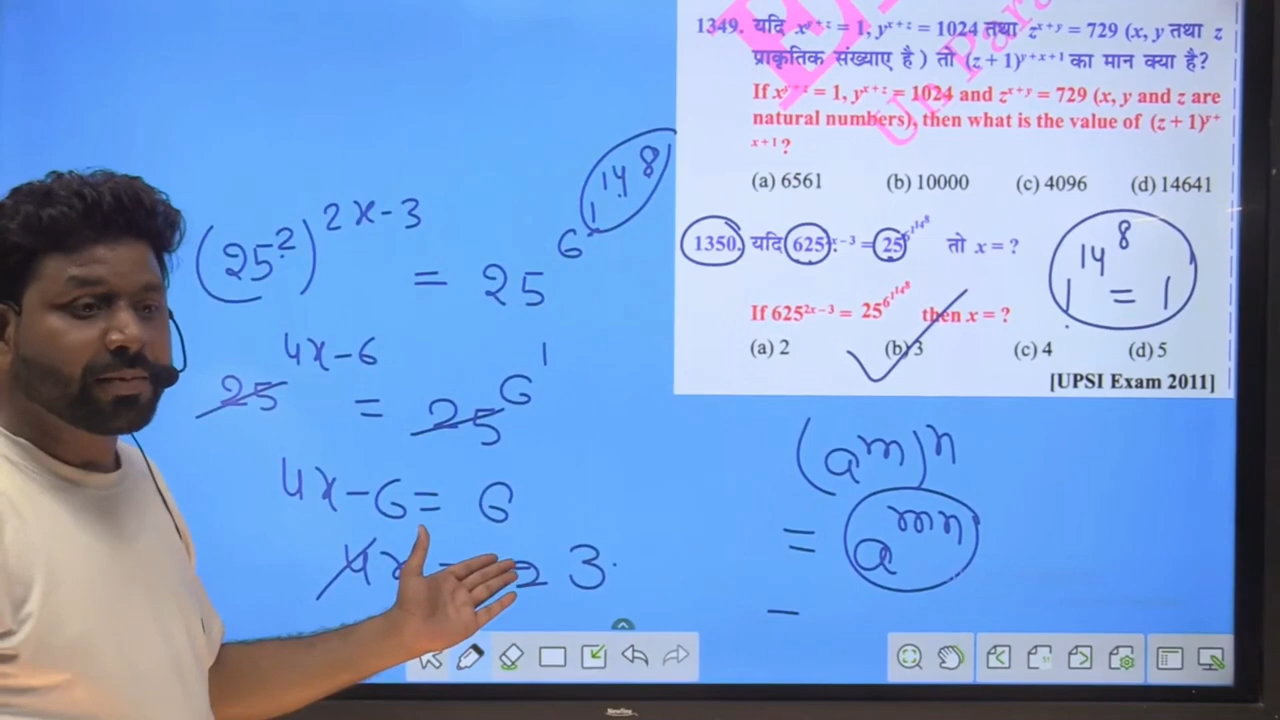 1349. यदि x^{y+z} = 1, y^{x+z} = 1024 तथा z^{x+y} = 729 (x, y तथा z
प्राकृतिक संख्याए है ) तो (z + 1)^{y+x+1} का मान क्या है?
If x^{y+z} = 1, y^{x+z} = 1024 and z^{x+y} = 729 (x, y and z are
natural numbers), then what is the value of (z + 1)^{y+
x+1}?
(a) 6561 (b) 10000 (c) 4096 (d) 14641
1350. यदि 625^{2x-3} = 25^{6^{1^{14^{8}}}} तो x = ?
If 625^{2x-3} = 25^{6^{1^{14^{8}}}} then x = ?
(a) 2 (b) 3 (c) 4 (d) 5
[UPSI Exam 2011]
(25^{2})^{2x-3} = 25^{6^{1^{14^{8}}}}
25^{4x-6} = 25^{6^{1}}
4x-6 = 6
4x 3
1^{14^{8}} = 1
(a^{m})^{n}
= a^{mn}
=
NewTine